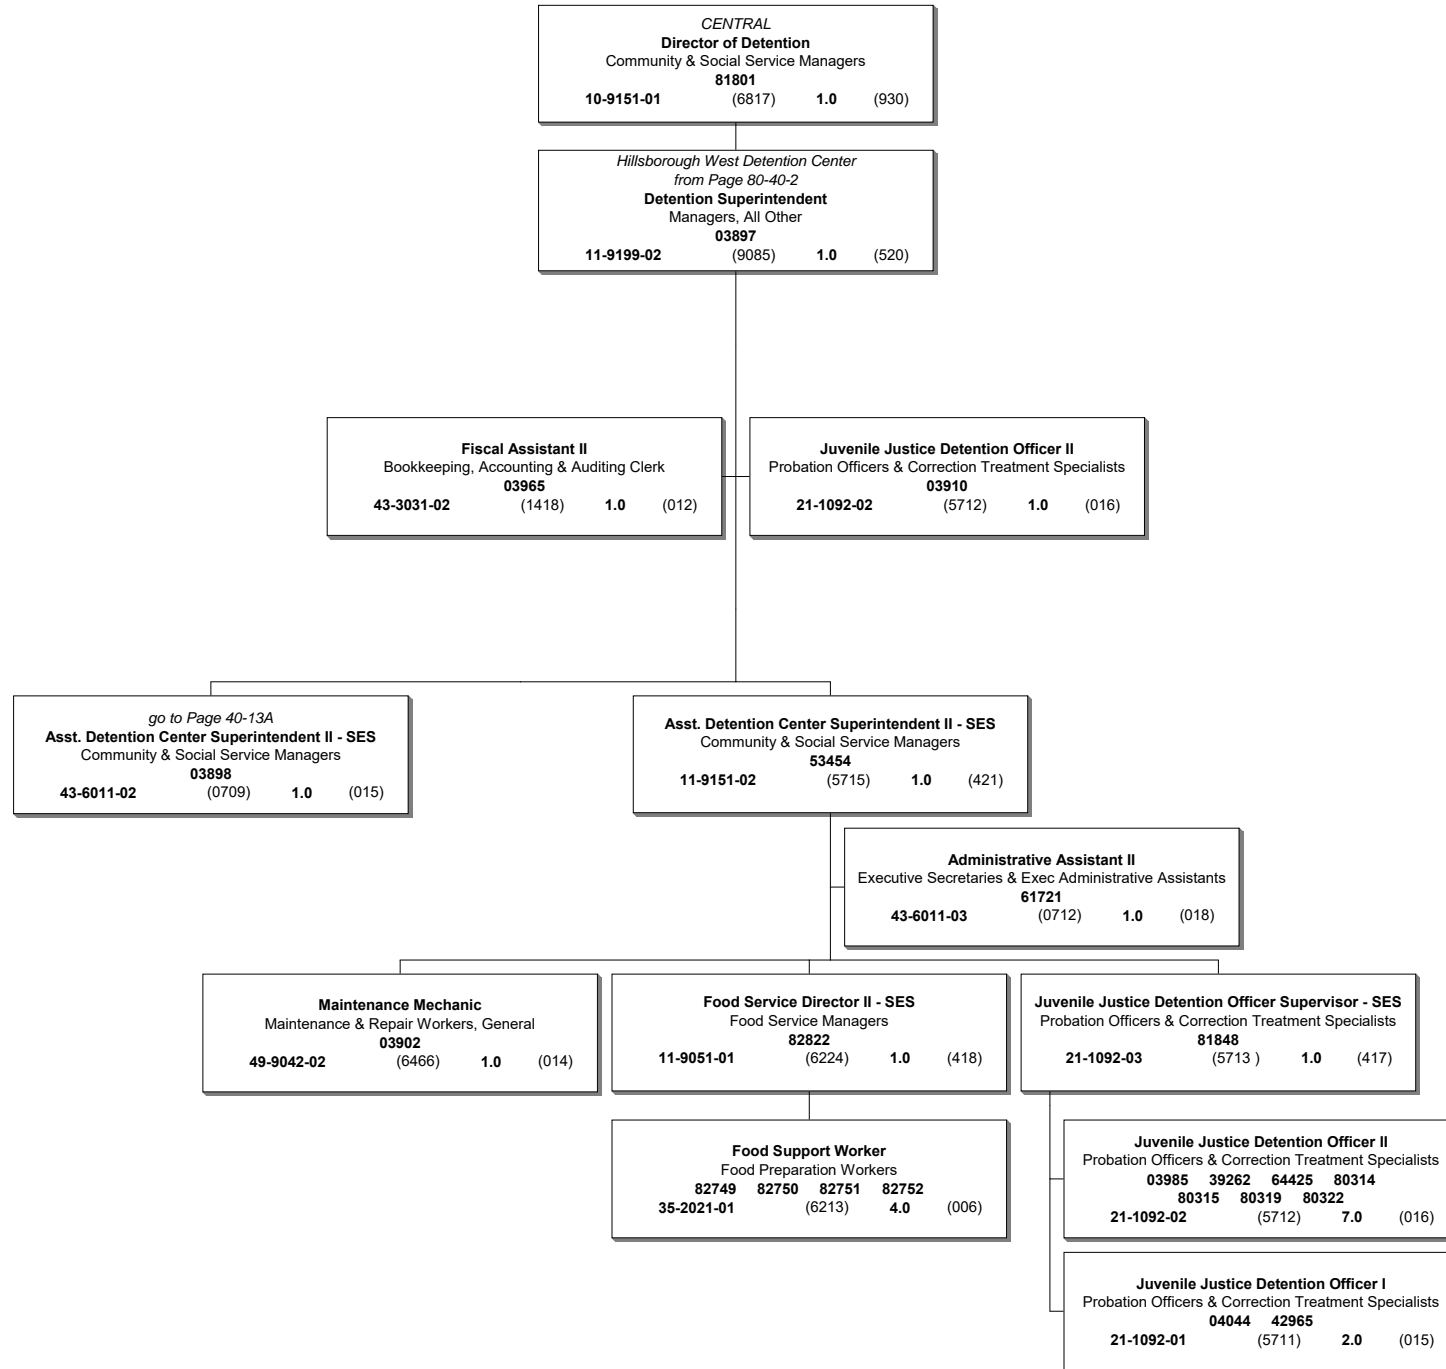 CENTRAL
Director of Detention
Community & Social Service Managers
81801
10-9151-01 (6817) 1.0 (930)
Hillsborough West Detention Center
from Page 80-40-2
Detention Superintendent
Managers, All Other
03897
11-9199-02 (9085) 1.0 (520)
Fiscal Assistant II
Bookkeeping, Accounting & Auditing Clerk
03965
43-3031-02 (1418) 1.0 (012)
Juvenile Justice Detention Officer II
Probation Officers & Correction Treatment Specialists
03910
21-1092-02 (5712) 1.0 (016)
go to Page 40-13A
Asst. Detention Center Superintendent II - SES
Community & Social Service Managers
03898
43-6011-02 (0709) 1.0 (015)
Asst. Detention Center Superintendent II - SES
Community & Social Service Managers
53454
11-9151-02 (5715) 1.0 (421)
Administrative Assistant II
Executive Secretaries & Exec Administrative Assistants
61721
43-6011-03 (0712) 1.0 (018)
Maintenance Mechanic
Maintenance & Repair Workers, General
03902
49-9042-02 (6466) 1.0 (014)
Food Service Director II - SES
Food Service Managers
82822
11-9051-01 (6224) 1.0 (418)
Juvenile Justice Detention Officer Supervisor - SES
Probation Officers & Correction Treatment Specialists
81848
21-1092-03 (5713 ) 1.0 (417)
Food Support Worker
Food Preparation Workers
82749 82750 82751 82752
35-2021-01 (6213) 4.0 (006)
Juvenile Justice Detention Officer II
Probation Officers & Correction Treatment Specialists
03985 39262 64425 80314
80315 80319 80322
21-1092-02 (5712) 7.0 (016)
Juvenile Justice Detention Officer I
Probation Officers & Correction Treatment Specialists
04044 42965
21-1092-01 (5711) 2.0 (015)